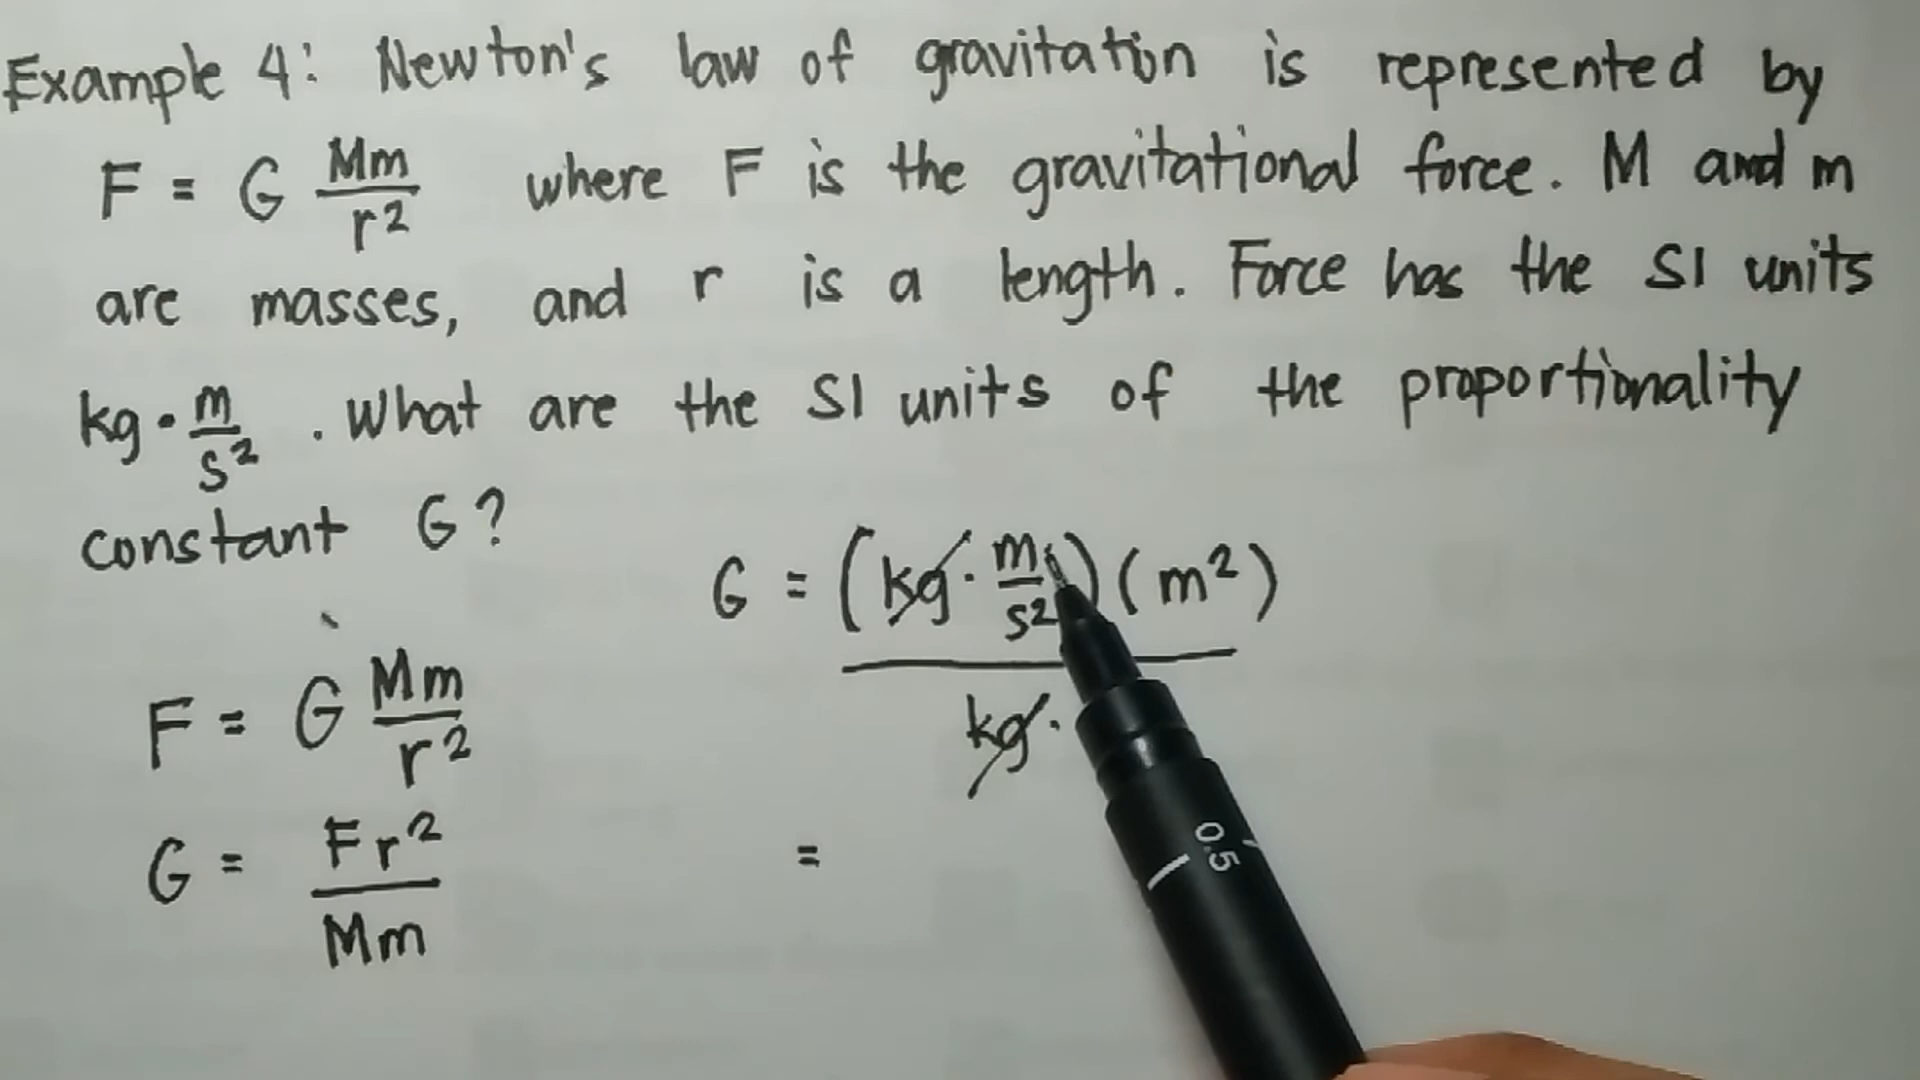 Example 4: Newton's law of gravitation is represented by
F = G Mm/r² where F is the gravitational force. M and m
are masses, and r is a length. Force has the SI units
kg · m/s² . What are the SI units of the proportionality
constant G?
F = G Mm/r²
G = Fr²/Mm
G = (kg · m/s²)(m²)
kg ·
=
0.5